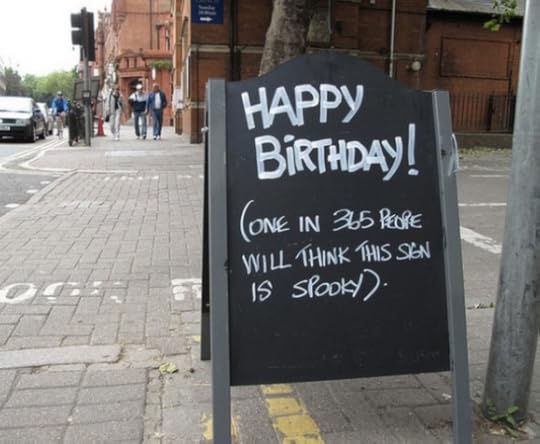 HAPPY
BiRTHDAY!
(ONE IN 365 PEOPLE
WILL THINK THIS SIGN
IS SPOOKY).